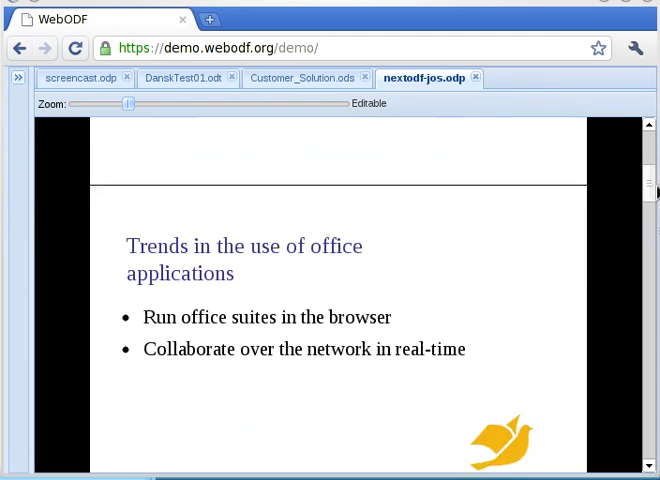 WebODF
https://demo.webodf.org/demo/
screencast.odp
DanskTest01.odt
Customer_Solution.ods
nextodf-jos.odp
Zoom:
Editable
Trends in the use of office
applications
• Run office suites in the browser
• Collaborate over the network in real-time